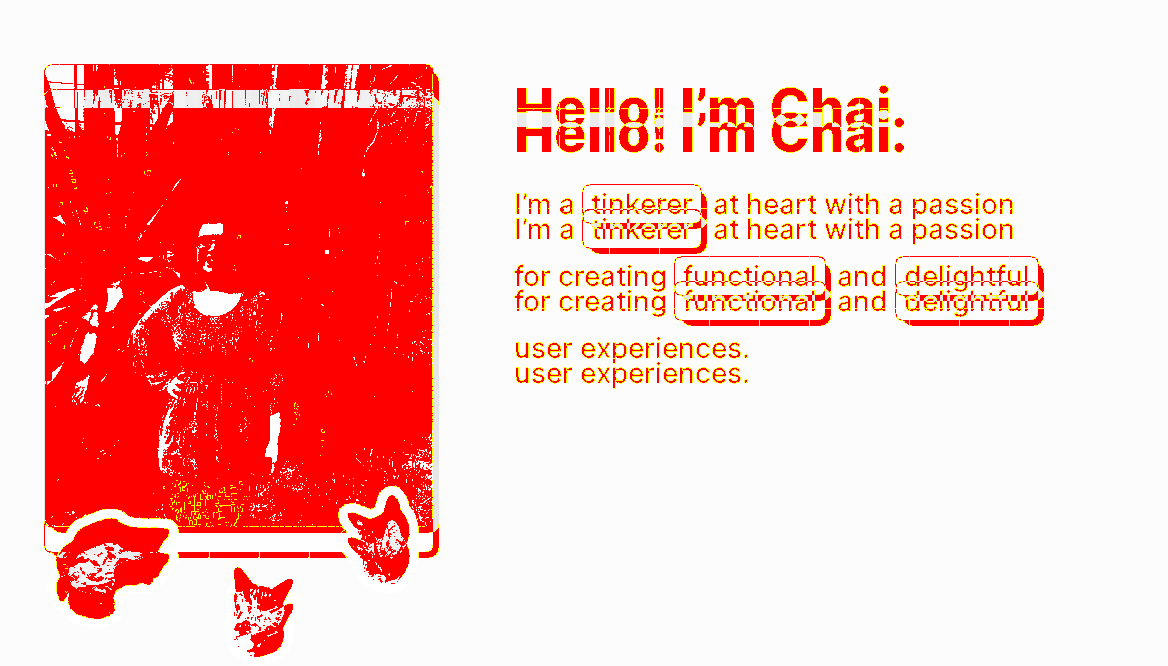 Hello! I’m Chai.
Hello! I’m Chai.
I’m a tinkerer at heart with a passion
I’m a tinkerer at heart with a passion
for creating functional and delightful
for creating functional and delightful
user experiences.
user experiences.